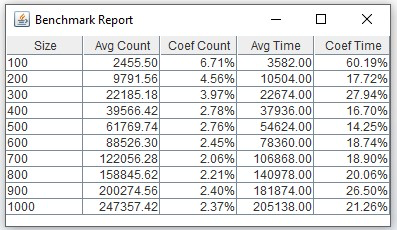 Benchmark Report
Size Avg Count Coef Count Avg Time Coef Time
100 2455.50 6.71% 3582.00 60.19%
200 9791.56 4.56% 10504.00 17.72%
300 22185.18 3.97% 22674.00 27.94%
400 39566.42 2.78% 37936.00 16.70%
500 61769.74 2.76% 54624.00 14.25%
600 88526.30 2.45% 78360.00 18.74%
700 122056.28 2.06% 106868.00 18.90%
800 158845.62 2.21% 140978.00 20.06%
900 200274.56 2.40% 181874.00 26.50%
1000 247357.42 2.37% 205138.00 21.26%